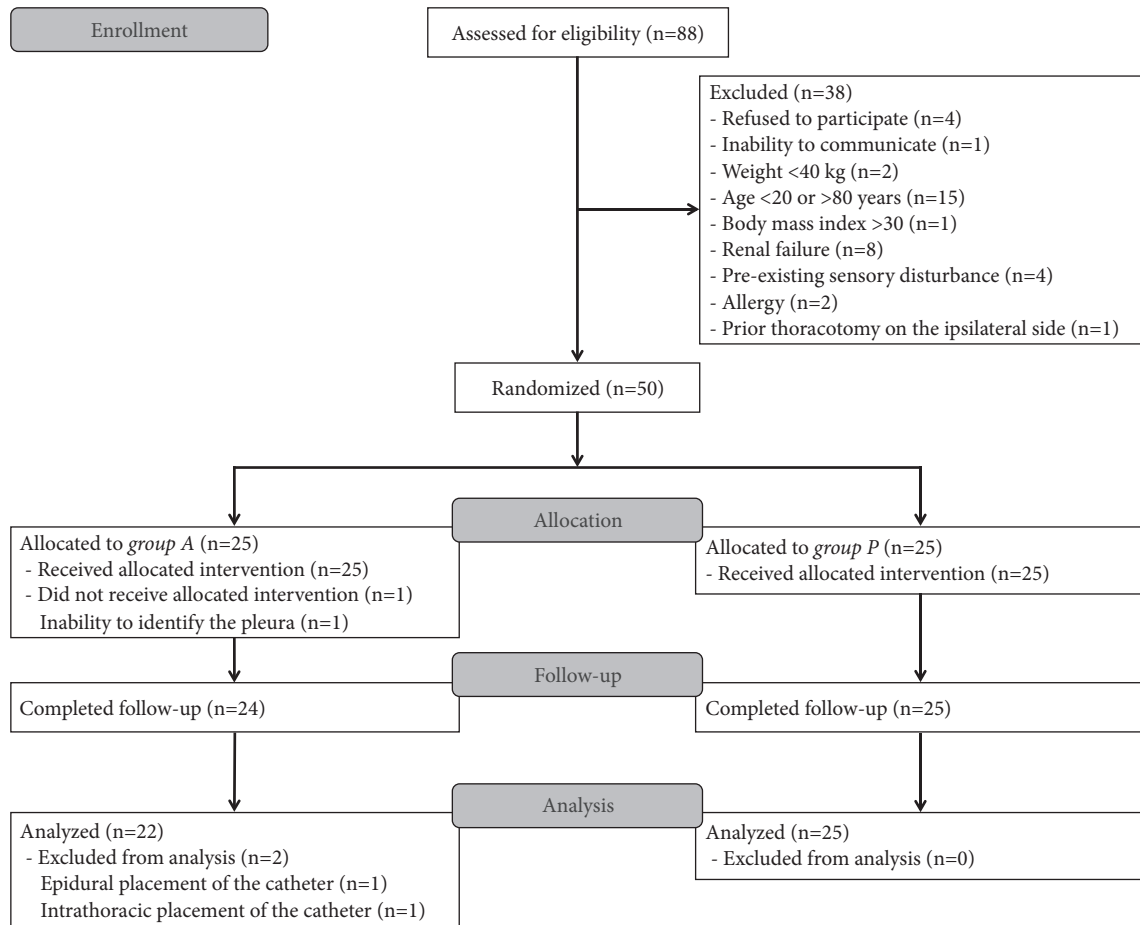 Enrollment
Assessed for eligibility (n=88)
Excluded (n=38)
- Refused to participate (n=4)
- Inability to communicate (n=1)
- Weight <40 kg (n=2)
- Age <20 or >80 years (n=15)
- Body mass index >30 (n=1)
- Renal failure (n=8)
- Pre-existing sensory disturbance (n=4)
- Allergy (n=2)
- Prior thoracotomy on the ipsilateral side (n=1)
Randomized (n=50)
Allocation
Allocated to group A (n=25)
- Received allocated intervention (n=25)
- Did not receive allocated intervention (n=1)
Inability to identify the pleura (n=1)
Allocated to group P (n=25)
- Received allocated intervention (n=25)
Follow-up
Completed follow-up (n=24)
Completed follow-up (n=25)
Analysis
Analyzed (n=22)
- Excluded from analysis (n=2)
Epidural placement of the catheter (n=1)
Intrathoracic placement of the catheter (n=1)
Analyzed (n=25)
- Excluded from analysis (n=0)